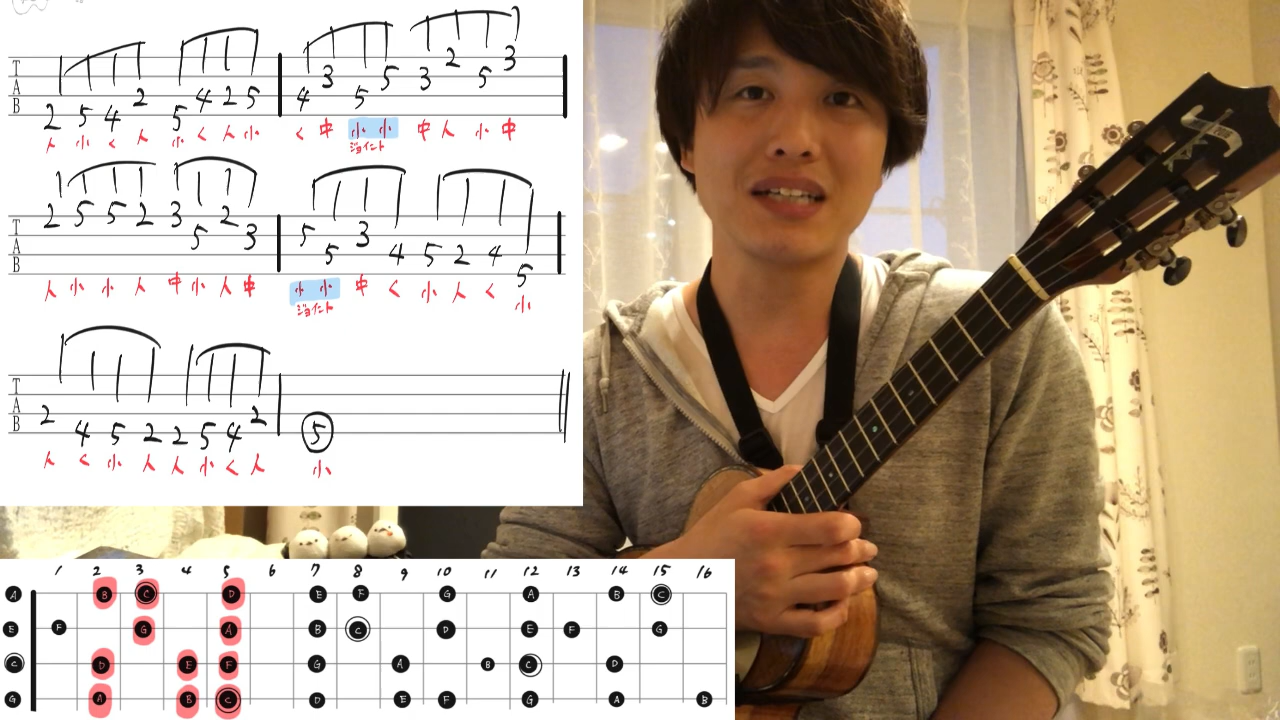 T A B 2 5 4 2 5 4 2 5 4 3 5 5 3 2 5 3
人 小 く 人 小 く 人 小 く 中 小 小 中 人 小 中
ジョイント
T A B 2 5 5 2 3 5 2 3 5 5 3 4 5 2 4 5
人 小 小 人 中 小 人 中 小 小 中 く 小 人 く 小
ジョイント
T A B 2 4 5 2 2 5 4 2 5
人 く 小 人 人 小 く 人 小
1 2 3 4 5 6 7 8 9 10 11 12 13 14 15 16
A B C D E F G A B C
E F G A B C D E F G
C D E F G A B C D
G A B C D E F G A B